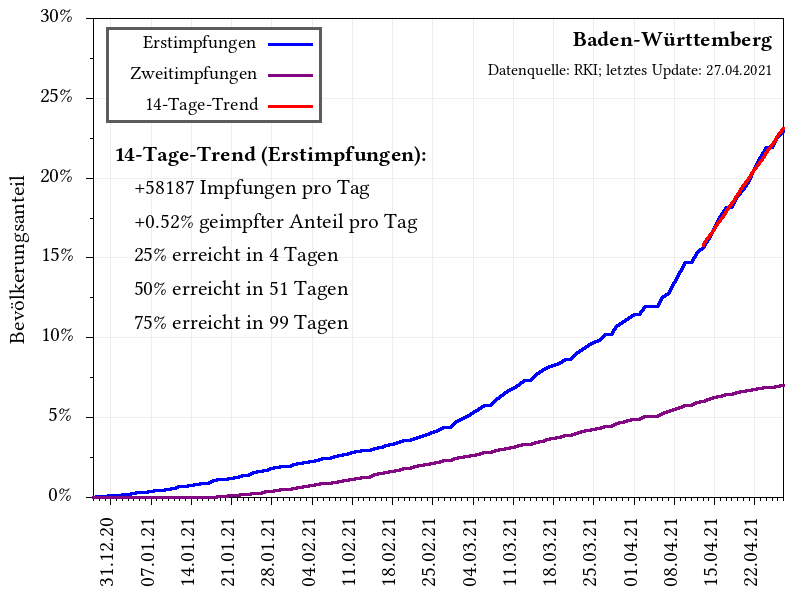 Baden-Württemberg
Datenquelle: RKI; letztes Update: 27.04.2021
Erstimpfungen
Zweitimpfungen
14-Tage-Trend
14-Tage-Trend (Erstimpfungen):
+58187 Impfungen pro Tag
+0.52% geimpfter Anteil pro Tag
25% erreicht in 4 Tagen
50% erreicht in 51 Tagen
75% erreicht in 99 Tagen
Bevölkerungsanteil
30%
25%
20%
15%
10%
5%
0%
31.12.20
07.01.21
14.01.21
21.01.21
28.01.21
04.02.21
11.02.21
18.02.21
25.02.21
04.03.21
11.03.21
18.03.21
25.03.21
01.04.21
08.04.21
15.04.21
22.04.21